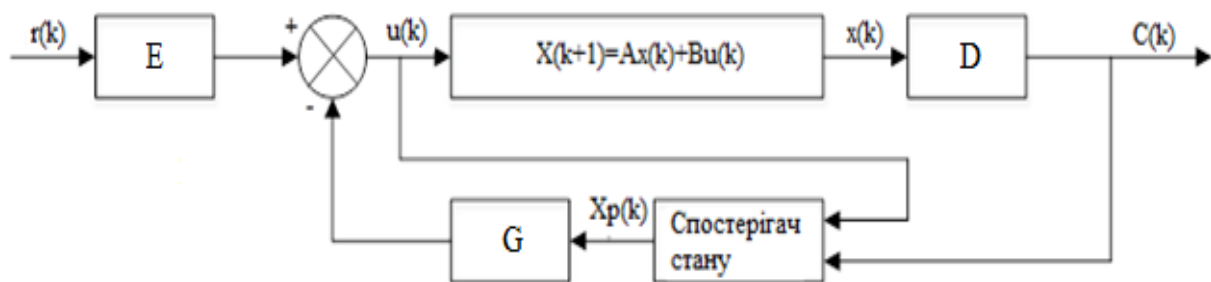 r(k)
E
+
-
u(k)
X(k+1)=Ax(k)+Bu(k)
x(k)
D
C(k)
G
Xp(k)
Спостерігач
стану